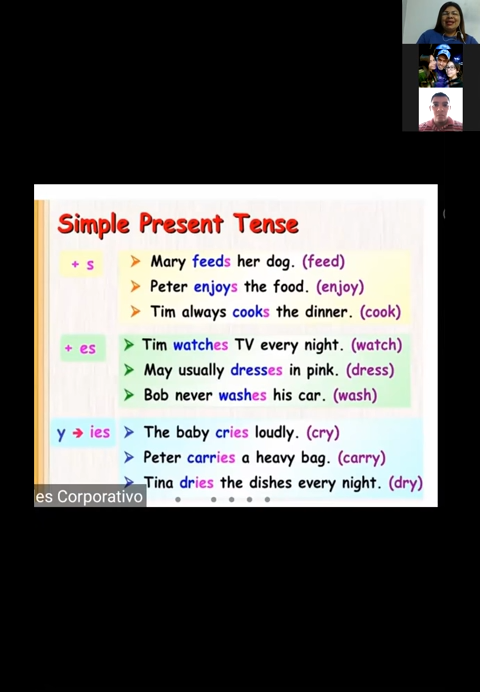 Simple Present Tense
+ s
Mary feeds her dog. (feed)
Peter enjoys the food. (enjoy)
Tim always cooks the dinner. (cook)
+ es
Tim watches TV every night. (watch)
May usually dresses in pink. (dress)
Bob never washes his car. (wash)
y → ies
The baby cries loudly. (cry)
Peter carries a heavy bag. (carry)
Tina dries the dishes every night. (dry)
es Corporativo